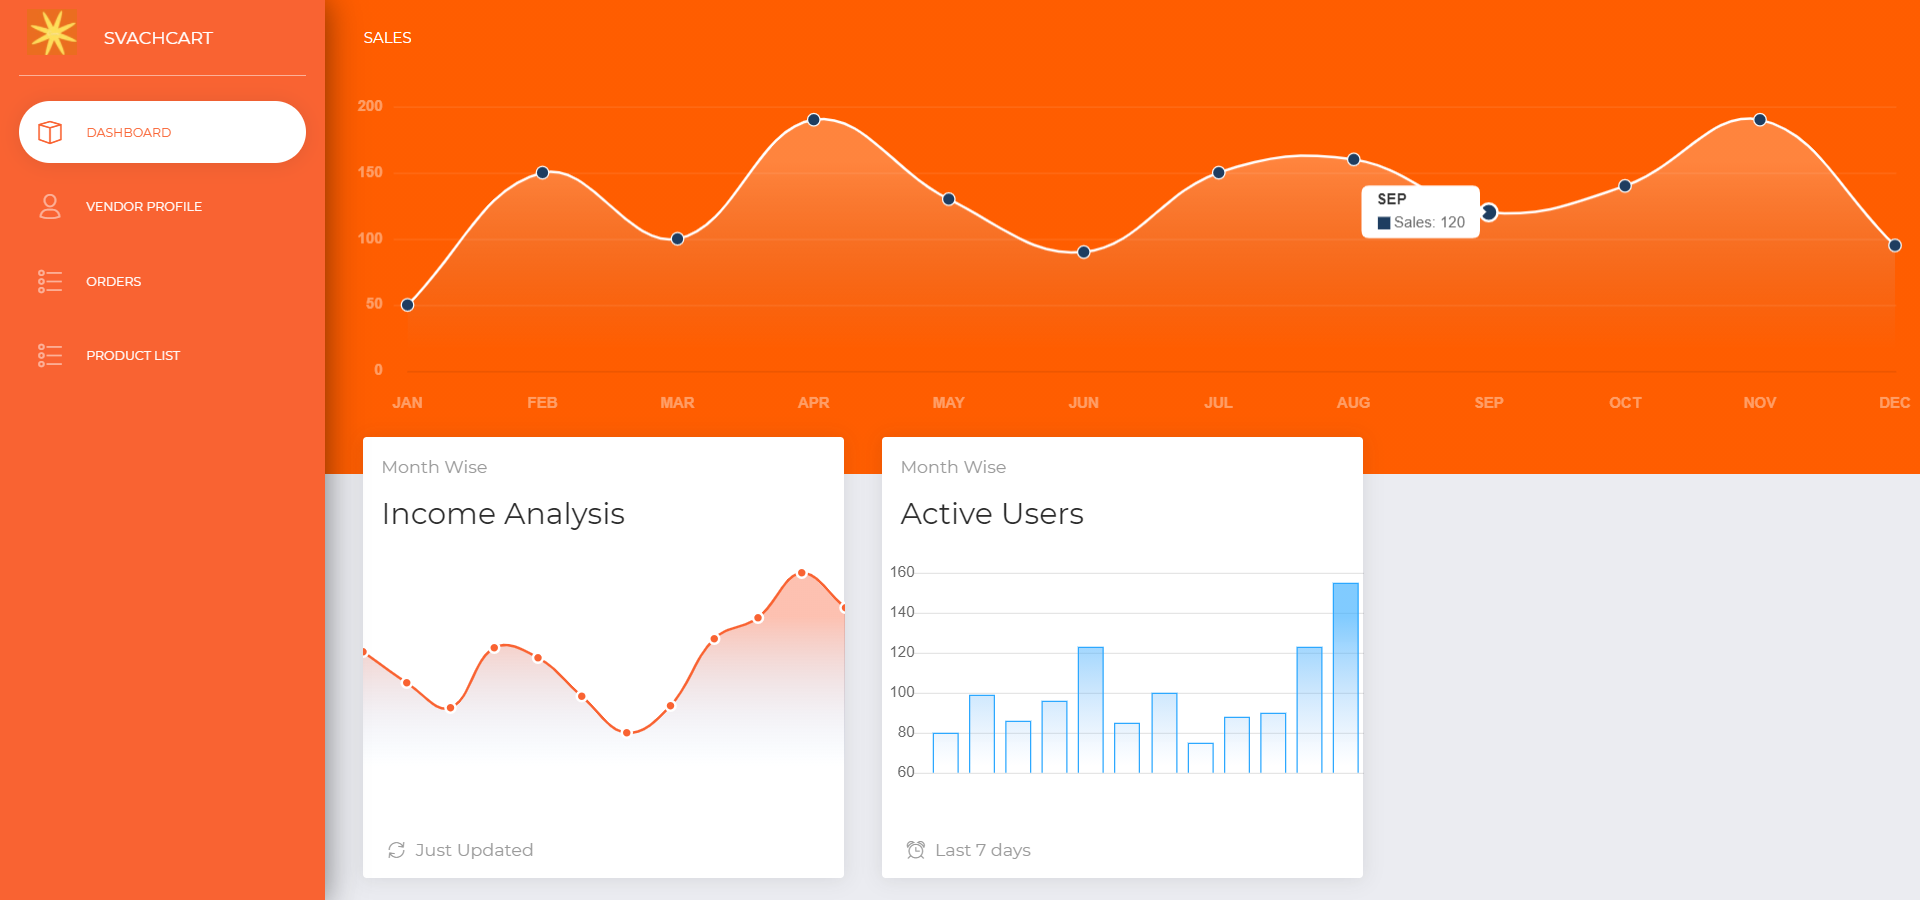 SVACHCART
DASHBOARD
VENDOR PROFILE
ORDERS
PRODUCT LIST
SALES
200
150
100
50
0
SEP
Sales: 120
JAN FEB MAR APR MAY JUN JUL AUG SEP OCT NOV DEC
Month Wise
Income Analysis
Just Updated
Month Wise
Active Users
160
140
120
100
80
60
Last 7 days